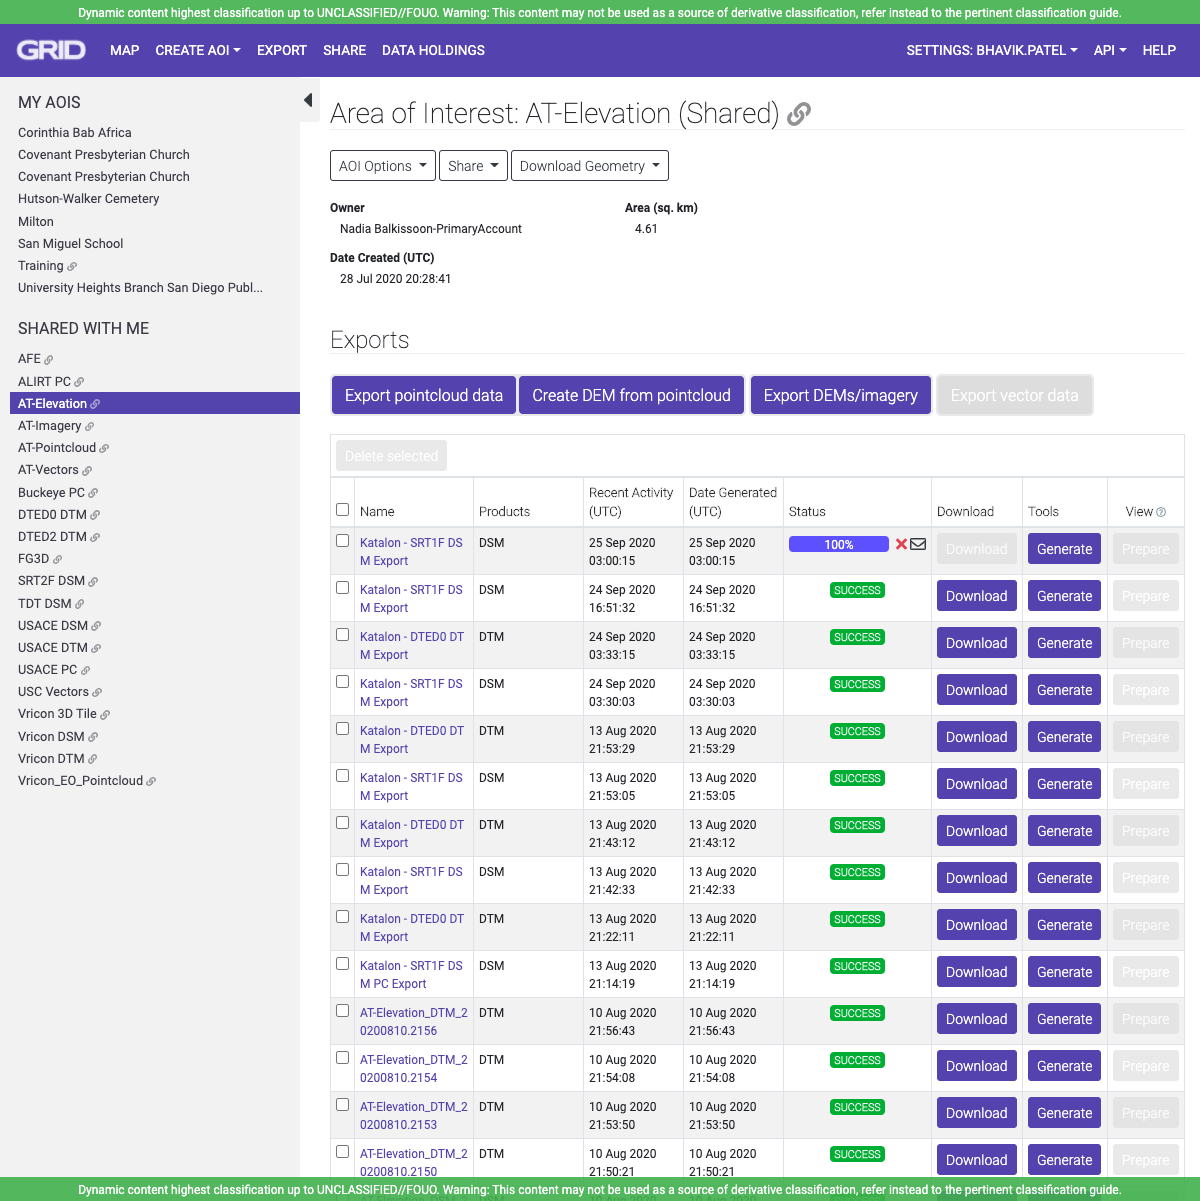 Dynamic content highest classification up to UNCLASSIFIED//FOUO. Warning: This content may not be used as a source of derivative classification, refer instead to the pertinent classification guide.
GRID MAP CREATE AOI EXPORT SHARE DATA HOLDINGS SETTINGS: BHAVIK.PATEL API HELP
MY AOIS
Corinthia Bab Africa
Covenant Presbyterian Church
Covenant Presbyterian Church
Hutson-Walker Cemetery
Milton
San Miguel School
Training
University Heights Branch San Diego Publ...
SHARED WITH ME
AFE
ALIRT PC
AT-Elevation
AT-Imagery
AT-Pointcloud
AT-Vectors
Buckeye PC
DTED0 DTM
DTED2 DTM
FG3D
SRT2F DSM
TDT DSM
USACE DSM
USACE DTM
USACE PC
USC Vectors
Vricon 3D Tile
Vricon DSM
Vricon DTM
Vricon_EO_Pointcloud
Area of Interest: AT-Elevation (Shared)
AOI Options Share Download Geometry
Owner Area (sq. km)
Nadia Balkissoon-PrimaryAccount 4.61
Date Created (UTC)
28 Jul 2020 20:28:41
Exports
Export pointcloud data Create DEM from pointcloud Export DEMs/imagery Export vector data
Delete selected
Recent Activity Date Generated
Name Products (UTC) (UTC) Status Download Tools View
Katalon - SRT1F DS DSM 25 Sep 2020 25 Sep 2020 100% Download Generate Prepare
M Export 03:00:15 03:00:15
Katalon - SRT1F DS DSM 24 Sep 2020 24 Sep 2020 SUCCESS Download Generate Prepare
M Export 16:51:32 16:51:32
Katalon - DTED0 DT DTM 24 Sep 2020 24 Sep 2020 SUCCESS Download Generate Prepare
M Export 03:33:15 03:33:15
Katalon - SRT1F DS DSM 24 Sep 2020 24 Sep 2020 SUCCESS Download Generate Prepare
M Export 03:30:03 03:30:03
Katalon - DTED0 DT DTM 13 Aug 2020 13 Aug 2020 SUCCESS Download Generate Prepare
M Export 21:53:29 21:53:29
Katalon - SRT1F DS DSM 13 Aug 2020 13 Aug 2020 SUCCESS Download Generate Prepare
M Export 21:53:05 21:53:05
Katalon - DTED0 DT DTM 13 Aug 2020 13 Aug 2020 SUCCESS Download Generate Prepare
M Export 21:43:12 21:43:12
Katalon - SRT1F DS DSM 13 Aug 2020 13 Aug 2020 SUCCESS Download Generate Prepare
M Export 21:42:33 21:42:33
Katalon - DTED0 DT DTM 13 Aug 2020 13 Aug 2020 SUCCESS Download Generate Prepare
M Export 21:22:11 21:22:11
Katalon - SRT1F DS DSM 13 Aug 2020 13 Aug 2020 SUCCESS Download Generate Prepare
M PC Export 21:14:19 21:14:19
AT-Elevation_DTM_2 DTM 10 Aug 2020 10 Aug 2020 SUCCESS Download Generate Prepare
0200810.2156 21:56:43 21:56:43
AT-Elevation_DTM_2 DTM 10 Aug 2020 10 Aug 2020 SUCCESS Download Generate Prepare
0200810.2154 21:54:08 21:54:08
AT-Elevation_DTM_2 DTM 10 Aug 2020 10 Aug 2020 SUCCESS Download Generate Prepare
0200810.2153 21:53:50 21:53:50
AT-Elevation_DTM_2 DTM 10 Aug 2020 10 Aug 2020 SUCCESS Download Generate Prepare
0200810.2150 21:50:21 21:50:21
Dynamic content highest classification up to UNCLASSIFIED//FOUO. Warning: This content may not be used as a source of derivative classification, refer instead to the pertinent classification guide.